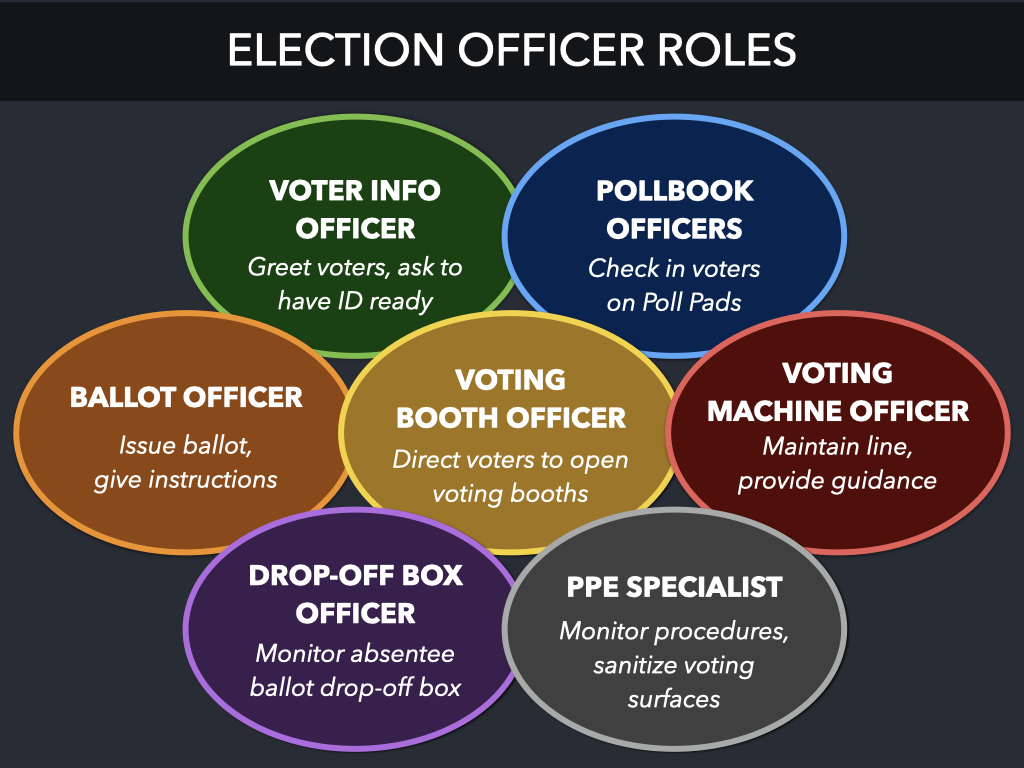 ELECTION OFFICER ROLES
VOTER INFO
OFFICER
Greet voters, ask to
have ID ready
POLLBOOK
OFFICERS
Check in voters
on Poll Pads
BALLOT OFFICER
Issue ballot,
give instructions
VOTING
BOOTH OFFICER
Direct voters to open
voting booths
VOTING
MACHINE OFFICER
Maintain line,
provide guidance
DROP-OFF BOX
OFFICER
Monitor absentee
ballot drop-off box
PPE SPECIALIST
Monitor procedures,
sanitize voting
surfaces